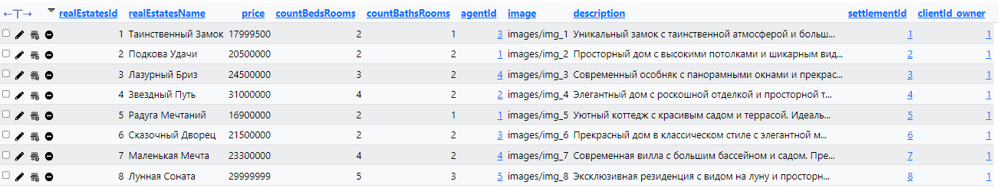 ←T→ realEstatesId realEstatesName price countBedsRooms countBathsRooms agentId image description settlementId clientId_owner
1 Таинственный Замок 17999500 2 1 3 images/img_1 Уникальный замок с таинственной атмосферой и больш... 1 1
2 Подкова Удачи 20500000 2 2 1 images/img_2 Просторный дом с высокими потолками и шикарным вид... 2 1
3 Лазурный Бриз 24500000 3 2 4 images/img_3 Современный особняк с панорамными окнами и прекрас... 3 1
4 Звездный Путь 31000000 4 2 2 images/img_4 Элегантный дом с роскошной отделкой и просторной т... 4 1
5 Радуга Мечтаний 16900000 2 1 1 images/img_5 Уютный коттедж с красивым садом и террасой. Идеаль... 5 1
6 Сказочный Дворец 21500000 2 2 3 images/img_6 Прекрасный дом в классическом стиле с элегантной м... 6 1
7 Маленькая Мечта 23300000 4 2 4 images/img_7 Современная вилла с большим бассейном и садом. Пре... 7 1
8 Лунная Соната 29999999 5 3 5 images/img_8 Эксклюзивная резиденция с видом на луну и просторн... 8 1